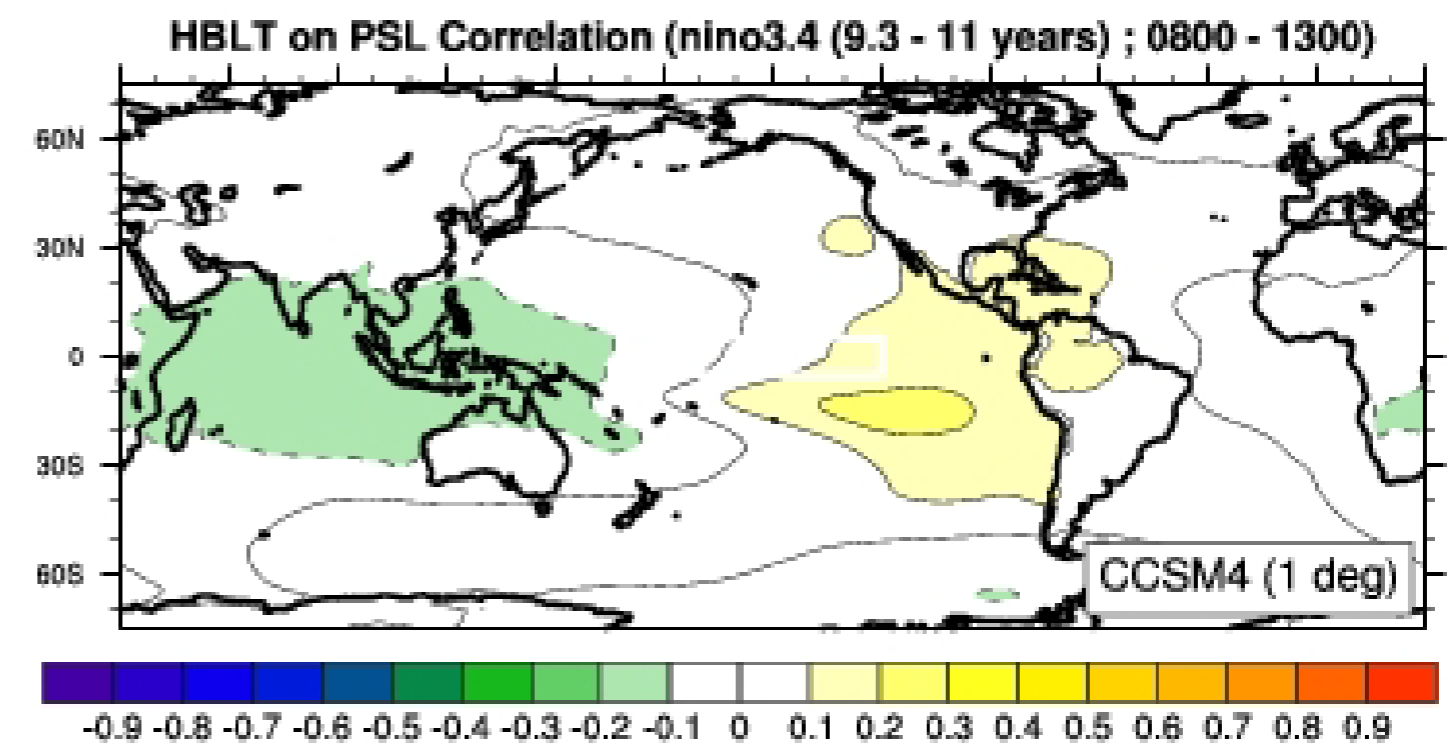 HBLT on PSL Correlation (nino3.4 (9.3 - 11 years) ; 0800 - 1300)
60N
30N
0
30S
60S
CCSM4 (1 deg)
-0.9 -0.8 -0.7 -0.6 -0.5 -0.4 -0.3 -0.2 -0.1 0 0.1 0.2 0.3 0.4 0.5 0.6 0.7 0.8 0.9